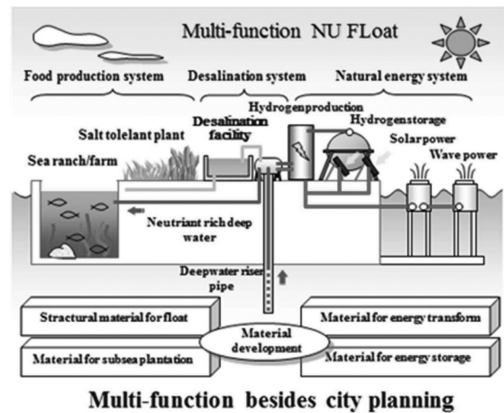 Multi-function NU FLoat
Food production system
Desalination system
Natural energy system
Hydrogenproduction
Desalination
facility
Hydrogenstorage
Salt tolelant plant
Solarpower
Sea ranch/farm
Wave power
Neutriant rich deep
water
Deepwater riser
pipe
Stractural material for float
Material for energy transform
Material
development
Material for subsea plantation
Material for energy storage
Multi-function besides city planning